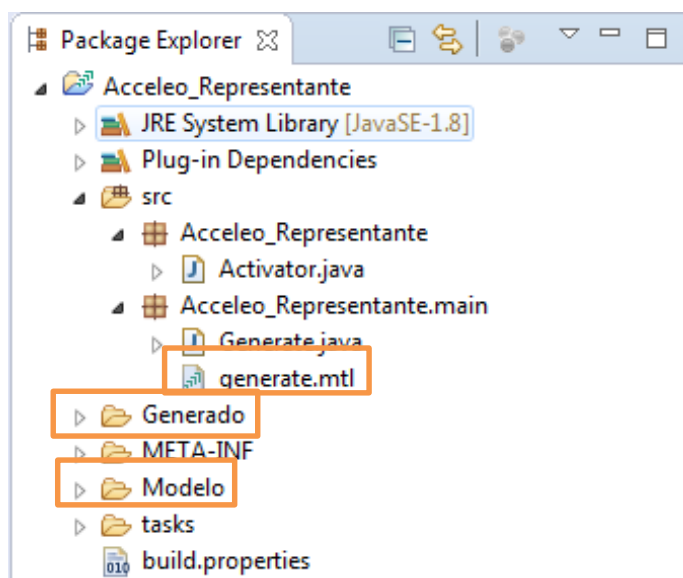 Package Explorer
Acceleo_Representante
JRE System Library [JavaSE-1.8]
Plug-in Dependencies
src
Acceleo_Representante
Activator.java
Acceleo_Representante.main
Generate.java
generate.mtl
Generado
META-INF
Modelo
tasks
build.properties